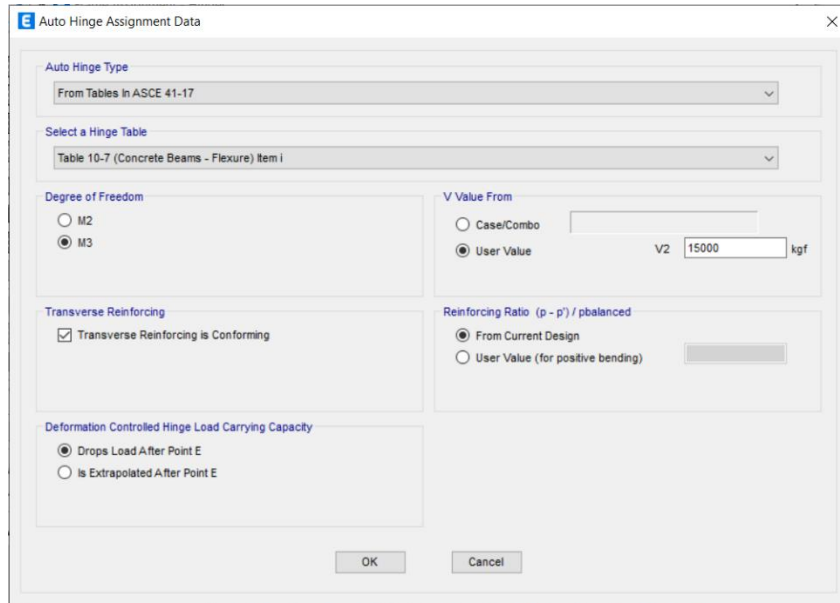 E Auto Hinge Assignment Data
Auto Hinge Type
From Tables In ASCE 41-17
Select a Hinge Table
Table 10-7 (Concrete Beams - Flexure) Item i
Degree of Freedom
M2
M3
V Value From
Case/Combo
User Value V2 15000 kgf
Transverse Reinforcing
Transverse Reinforcing is Conforming
Reinforcing Ratio (p - p') / pbalanced
From Current Design
User Value (for positive bending)
Deformation Controlled Hinge Load Carrying Capacity
Drops Load After Point E
Is Extrapolated After Point E
OK Cancel